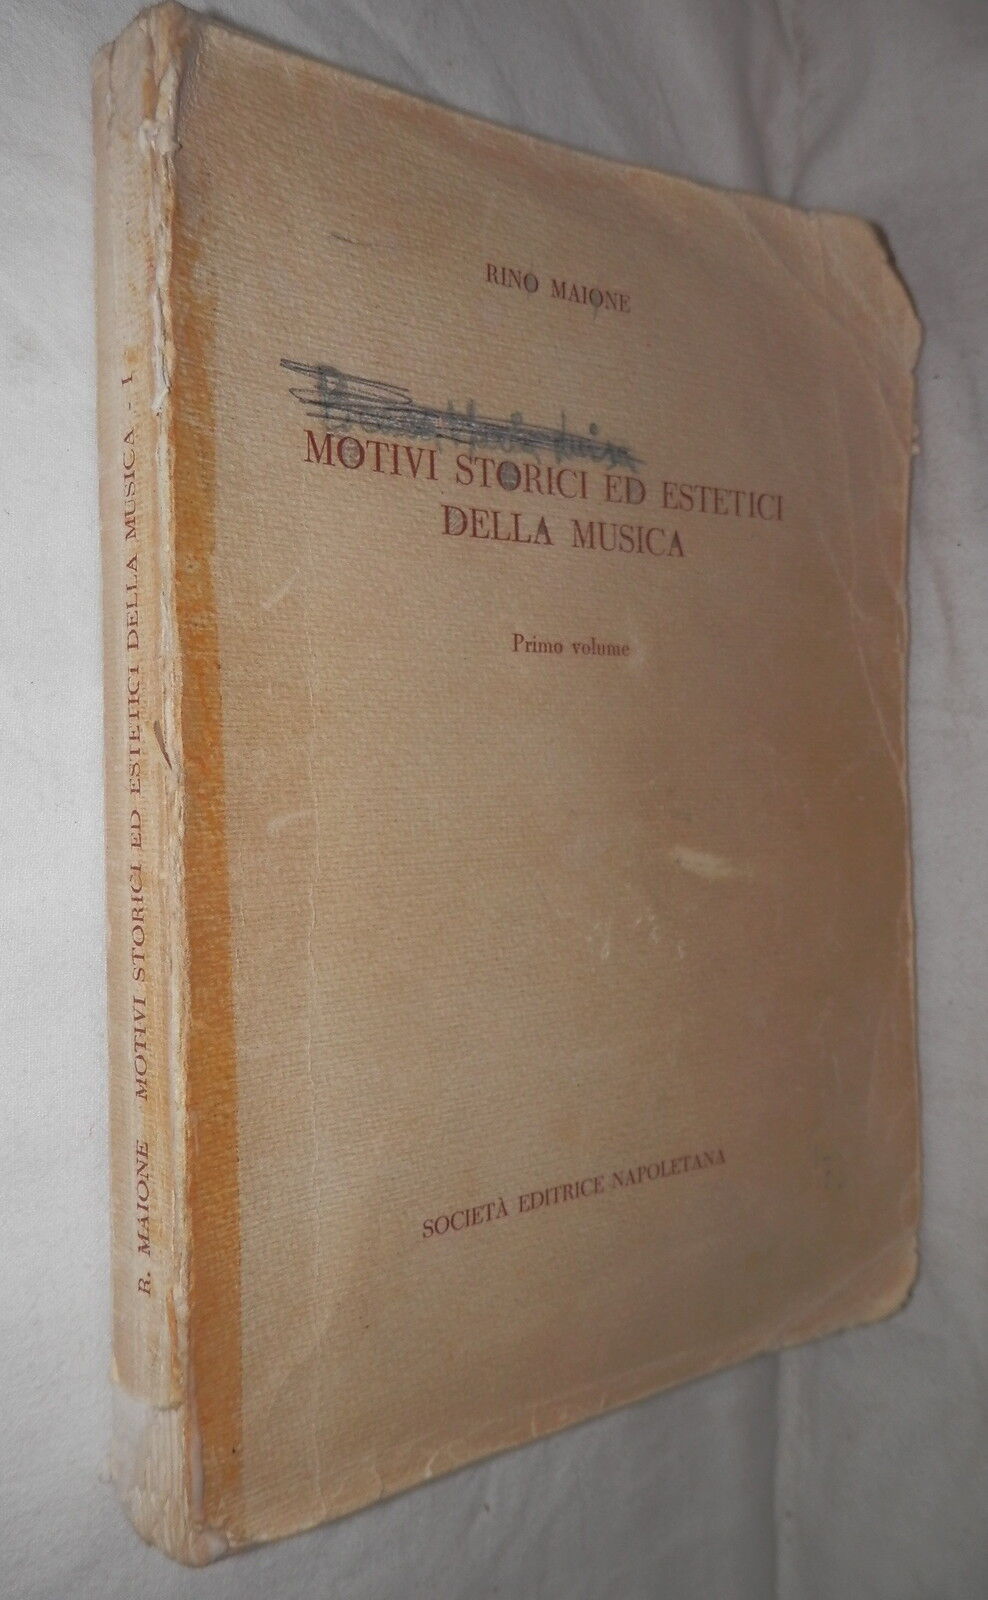 RINO MAIONE
MOTIVI STORICI ED ESTETICI
DELLA MUSICA
Primo volume
SOCIETÀ EDITRICE NAPOLETANA
R. MAIONE MOTIVI STORICI ED ESTETICI DELLA MUSICA - I